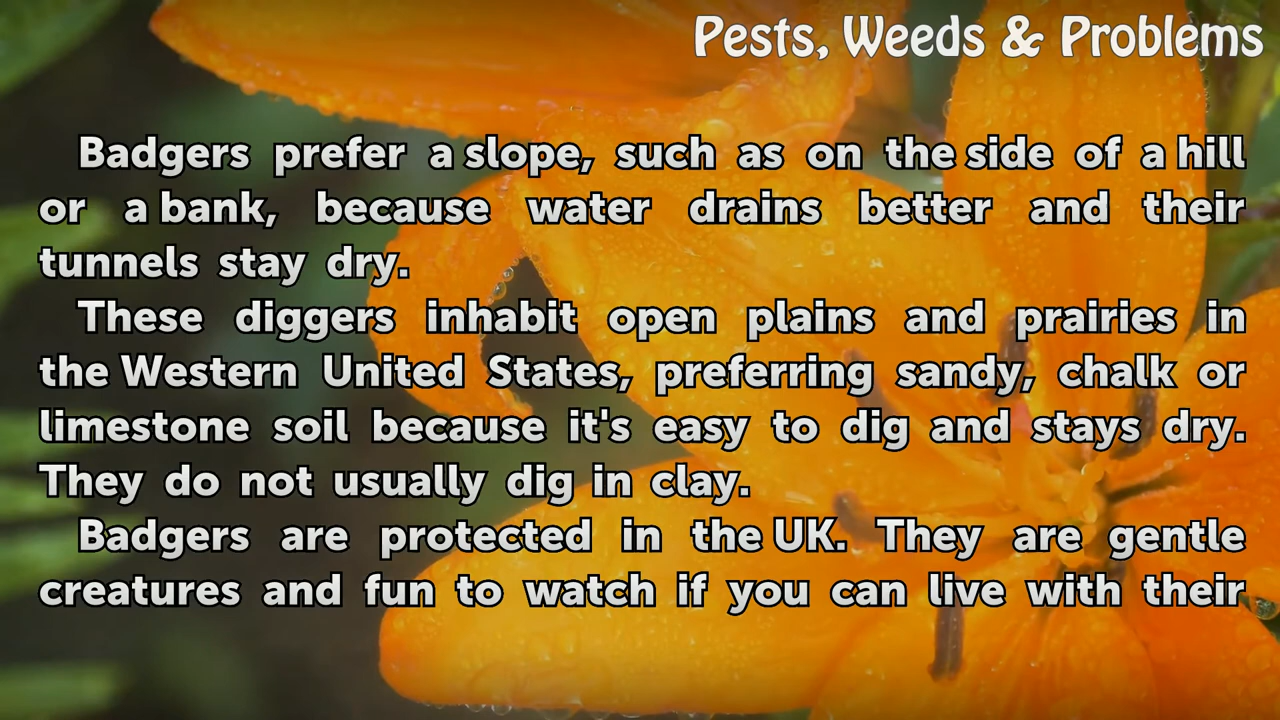 Pests, Weeds & Problems
Badgers prefer a slope, such as on the side of a hill
or a bank, because water drains better and their
tunnels stay dry.
These diggers inhabit open plains and prairies in
the Western United States, preferring sandy, chalk or
limestone soil because it's easy to dig and stays dry.
They do not usually dig in clay.
Badgers are protected in the UK. They are gentle
creatures and fun to watch if you can live with their